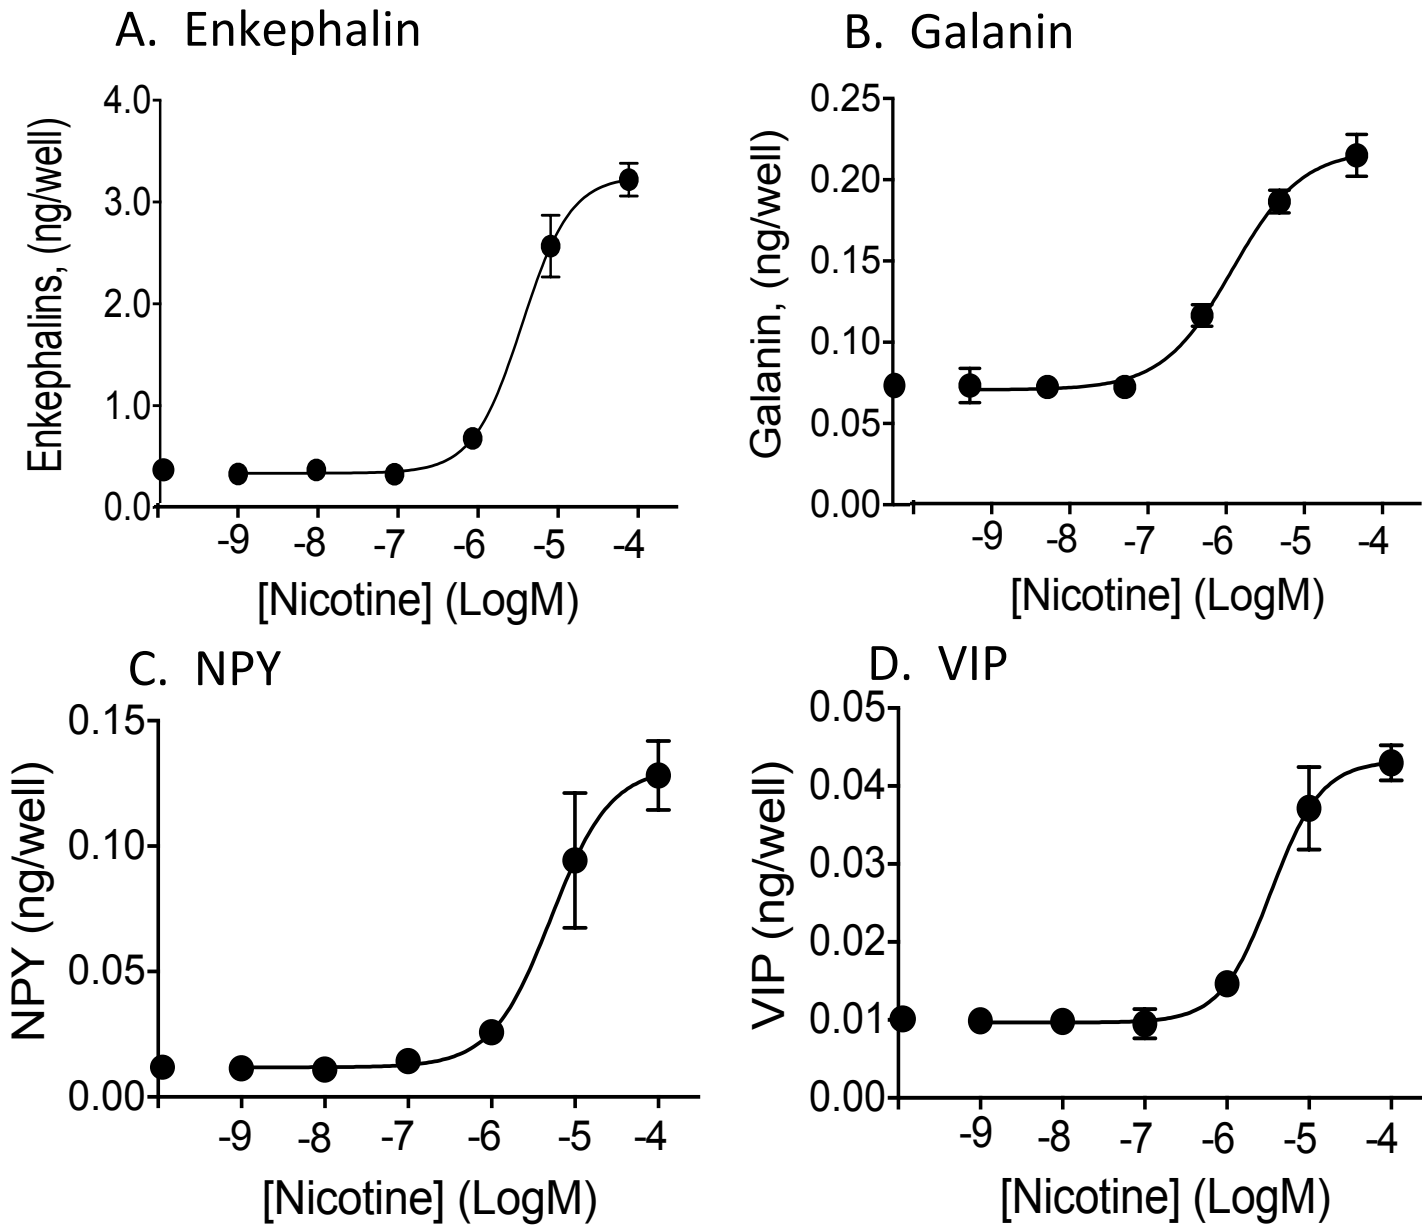 A. Enkephalin
4.0
3.0
2.0
1.0
0.0
Enkephalins, (ng/well)
-9 -8 -7 -6 -5 -4
[Nicotine] (LogM)
B. Galanin
0.25
0.20
0.15
0.10
0.05
0.00
Galanin, (ng/well)
-9 -8 -7 -6 -5 -4
[Nicotine] (LogM)
C. NPY
0.15
0.10
0.05
0.00
NPY (ng/well)
-9 -8 -7 -6 -5 -4
[Nicotine] (LogM)
D. VIP
0.05
0.04
0.03
0.02
0.01
0.00
VIP (ng/well)
-9 -8 -7 -6 -5 -4
[Nicotine] (LogM)